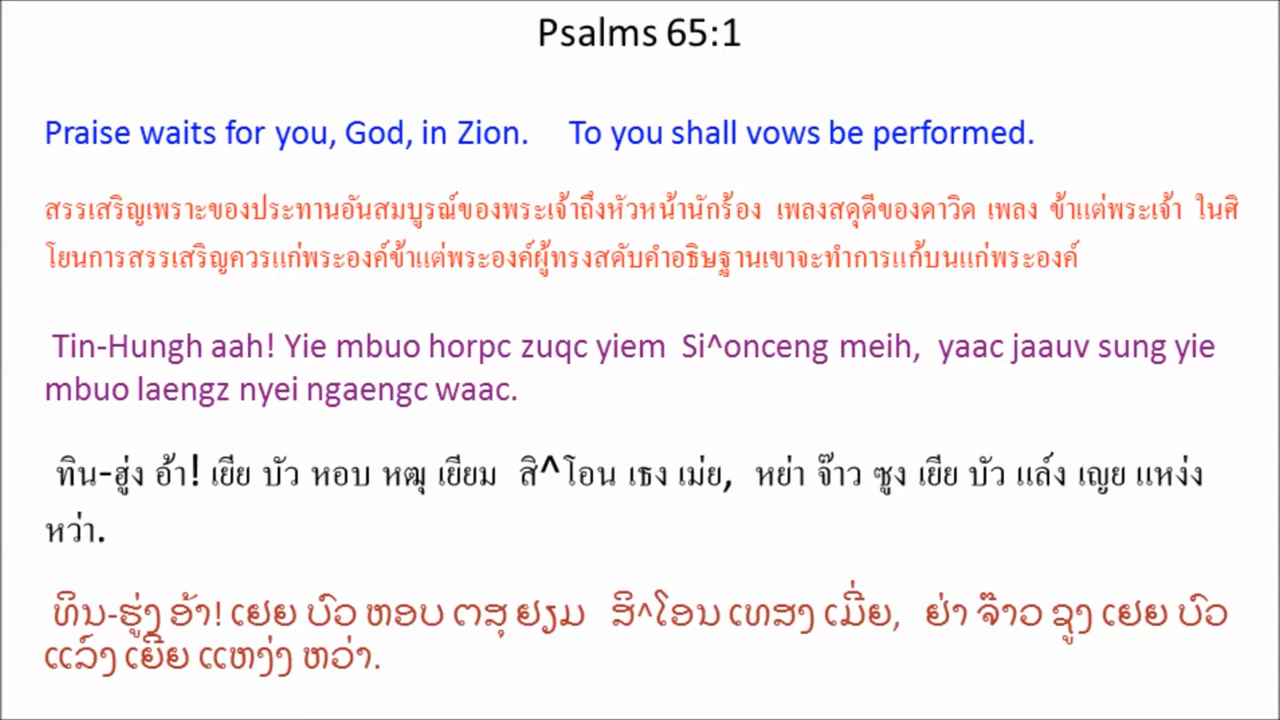 Psalms 65:1
Praise waits for you, God, in Zion. To you shall vows be performed.
สรรเสริญเพราะของประทานอันสมบูรณ์ของพระเจ้าถึงหัวหน้านักร้อง เพลงสดุดีของดาวิด เพลง ข้าแต่พระเจ้า ในศิ
โยนการสรรเสริญควรแก่พระองค์ข้าแต่พระองค์ผู้ทรงสดับคำอธิษฐานเขาจะทำการแก้บนแก่พระองค์
Tin-Hungh aah! Yie mbuo horpc zuqc yiem Si^onceng meih, yaac jaauv sung yie
mbuo laengz nyei ngaengc waac.
ทิน-ฮู่ง อ้า! เยีย บัว หอบ หฒุ เยียม สิ^โอน เธง เม่ย, หย่า จ๊าว ซูง เยีย บัว แล์ง เญย แหง่ง
หว่า.
ທິນ-ຮູ່ງ ອ້າ! ເຢຍ ບົວ ຫອບ ຕສຸ ຢຽມ ສິ^ໂອນ ເທສງ ເມີ່ຍ, ຢ່າ ຈ໊າວ ຊູງ ເຢຍ ບົວ
ແລ໌ງ ເຍີຍ ແຫງ່ງ ຫວ່າ.